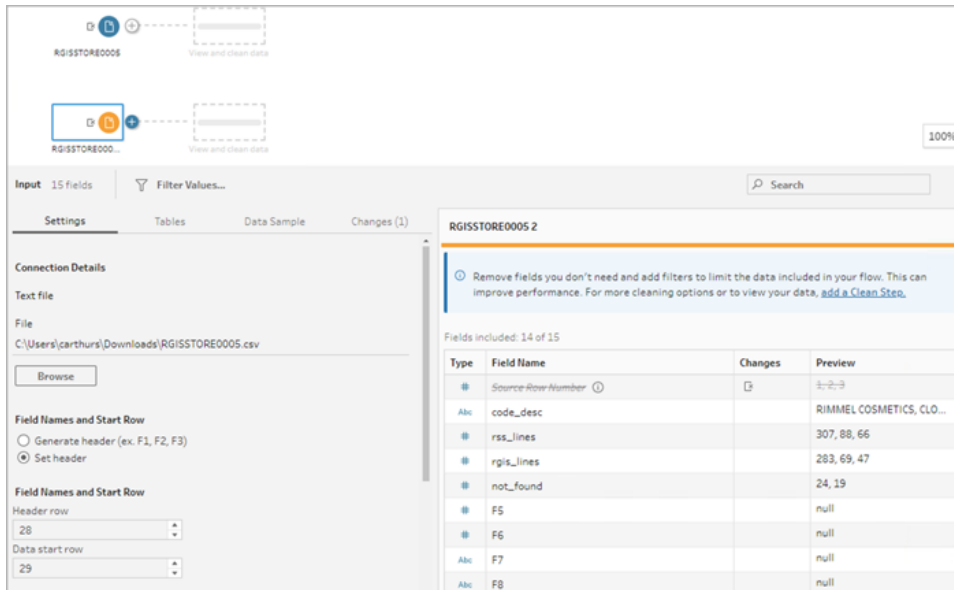 RGISSTORE0005
View and clean data
RGISSTORE000...
View and clean data
100%
Input 15 fields Filter Values... Search
Settings Tables Data Sample Changes (1)
Connection Details
Text file
File
C:\Users\carthurs\Downloads\RGISSTORE0005.csv
Browse
Field Names and Start Row
Generate header (ex. F1, F2, F3)
Set header
Field Names and Start Row
Header row
28
Data start row
29
RGISSTORE0005 2
Remove fields you don't need and add filters to limit the data included in your flow. This can
improve performance. For more cleaning options or to view your data, add a Clean Step.
Fields included: 14 of 15
Type Field Name Changes Preview
# Source Row Number 1, 2, 3
Abc code_desc RIMMEL COSMETICS, CLO...
# rss_lines 307, 88, 66
# rgis_lines 283, 69, 47
# not_found 24, 19
# F5 null
# F6 null
Abc F7 null
Abc F8 null